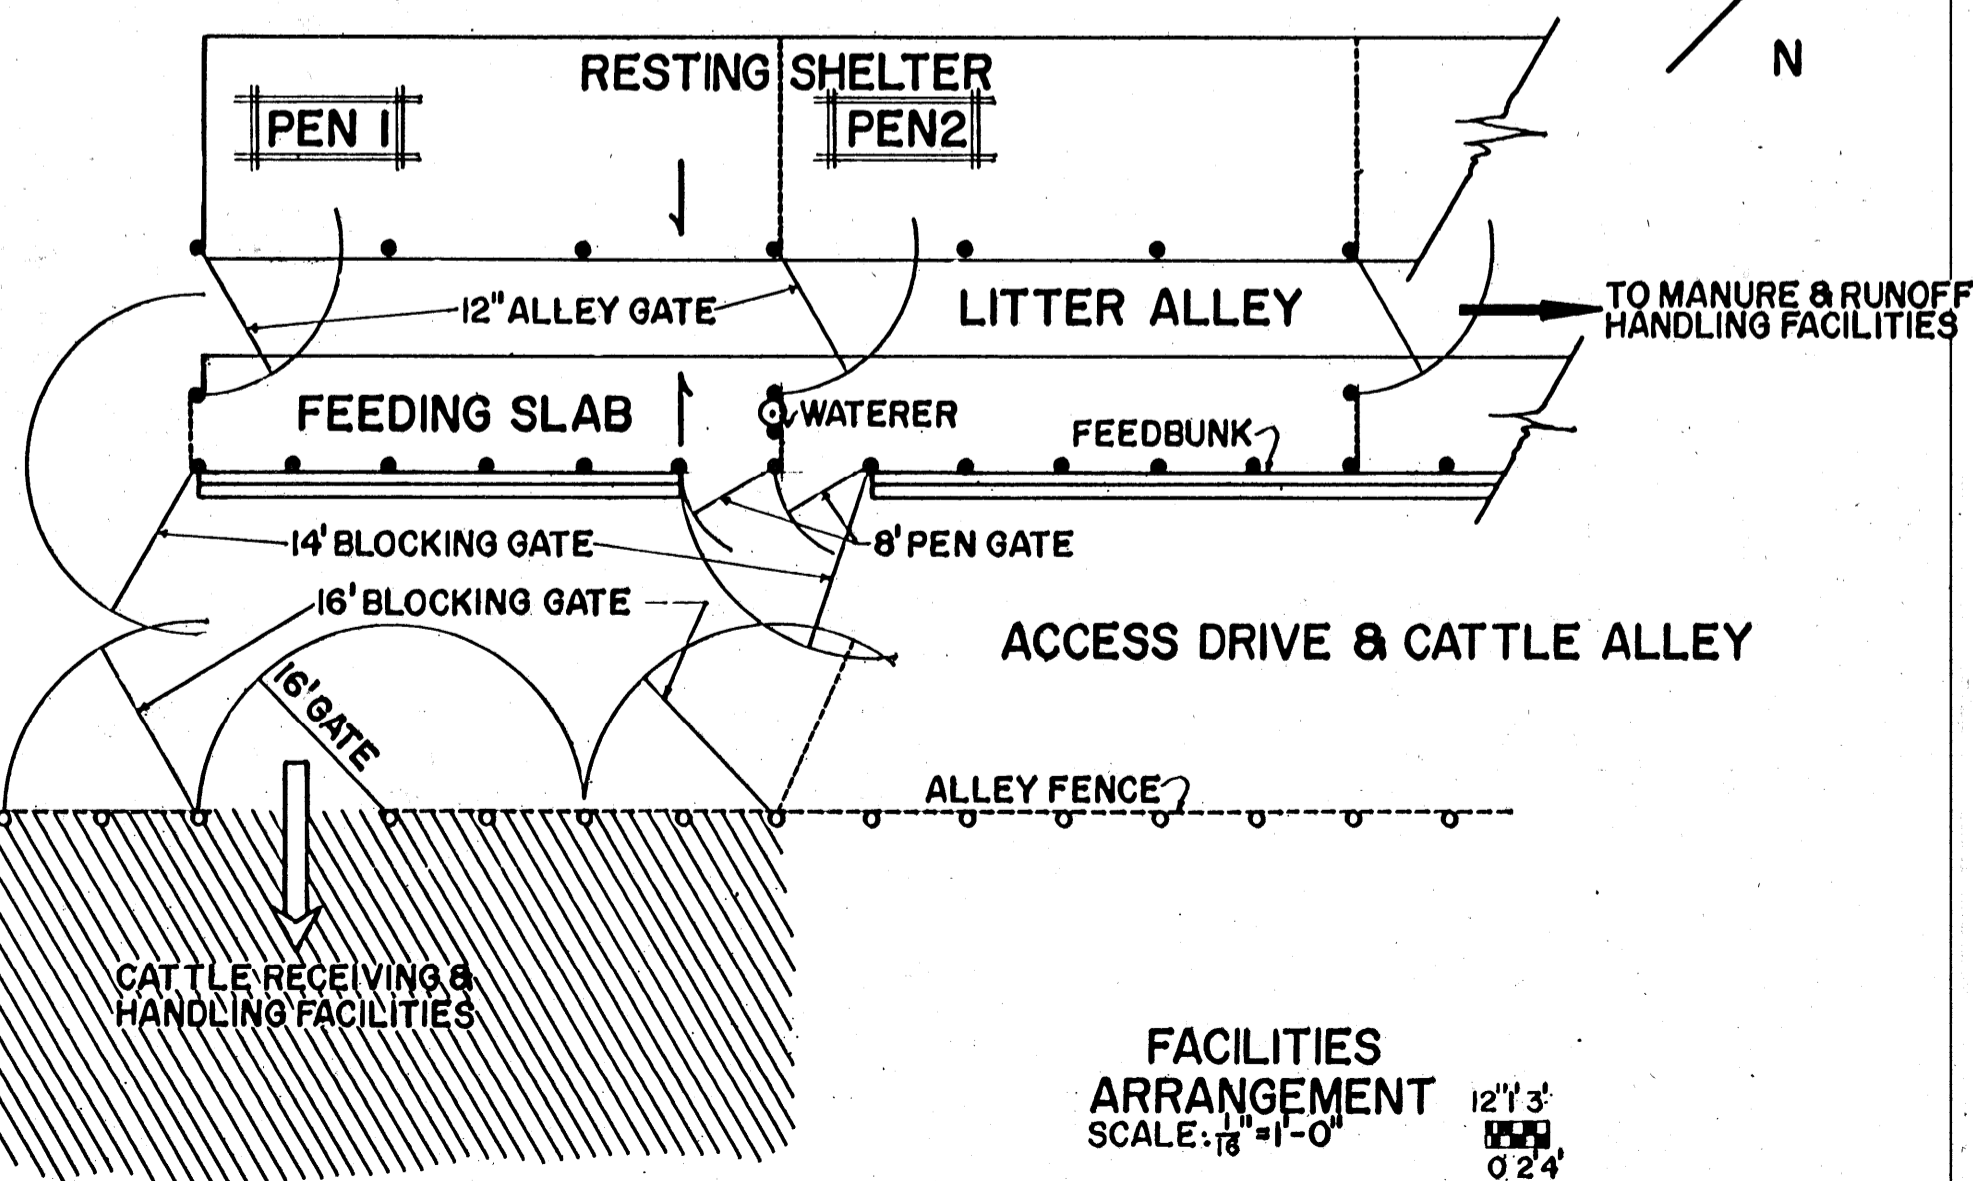 N
RESTING SHELTER
PEN 1
PEN2
12" ALLEY GATE
LITTER ALLEY
TO MANURE & RUNOFF
HANDLING FACILITIES
FEEDING SLAB
WATERER
FEEDBUNK
14' BLOCKING GATE
8' PEN GATE
16' BLOCKING GATE
ACCESS DRIVE & CATTLE ALLEY
16' GATE
ALLEY FENCE
CATTLE RECEIVING &
HANDLING FACILITIES
FACILITIES
ARRANGEMENT
SCALE: 1/16" = 1'-0"
12" 1' 3'
0 2' 4'